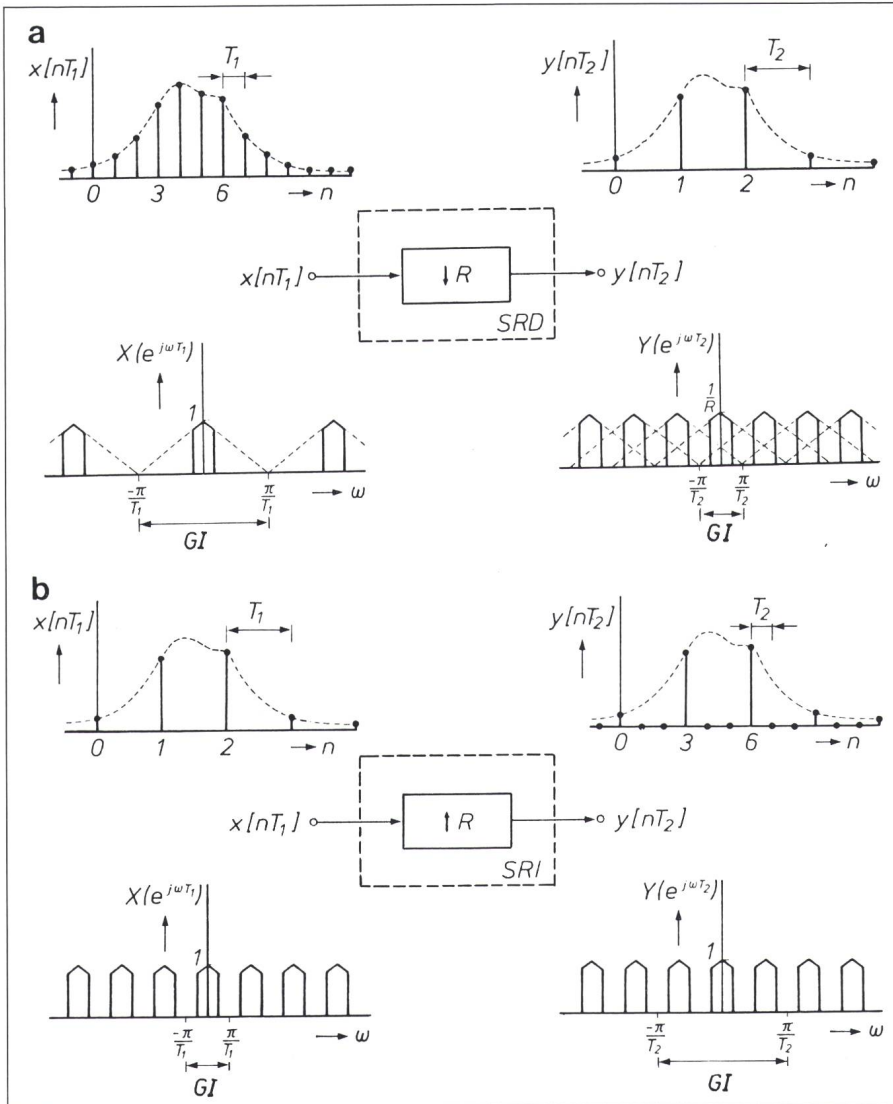 a
x[nT₁]
T₁
0 3 6 → n
y[nT₂]
T₂
0 1 2 → n
x[nT₁] ↓ R y[nT₂]
SRD
X(e^{jωT₁})
1
-π/T₁ π/T₁ → ω
GI
Y(e^{jωT₂})
1/R
-π/T₂ π/T₂ → ω
GI
b
x[nT₁]
T₁
0 1 2 → n
y[nT₂]
T₂
0 3 6 → n
x[nT₁] ↑ R y[nT₂]
SRI
X(e^{jωT₁})
1
-π/T₁ π/T₁ → ω
GI
Y(e^{jωT₂})
1
-π/T₂ π/T₂ → ω
GI